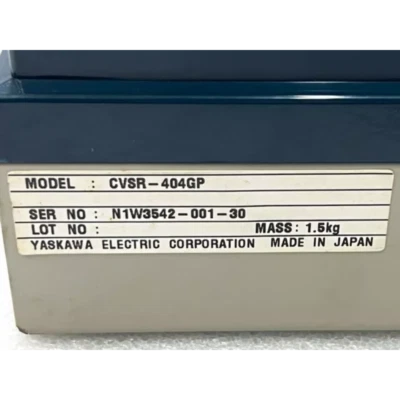 MODEL : CVSR-404GP
SER NO : N1W3542-001-30
LOT NO : MASS: 1.5kg
YASKAWA ELECTRIC CORPORATION MADE IN JAPAN